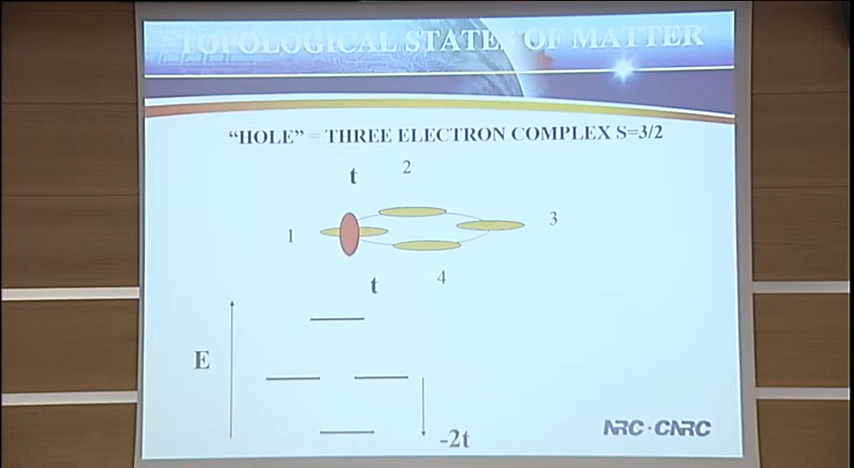 TOPOLOGICAL STATES OF MATTER
“HOLE” = THREE ELECTRON COMPLEX S=3/2
t
2
1
3
t
4
E
-2t
NRC·CNRC